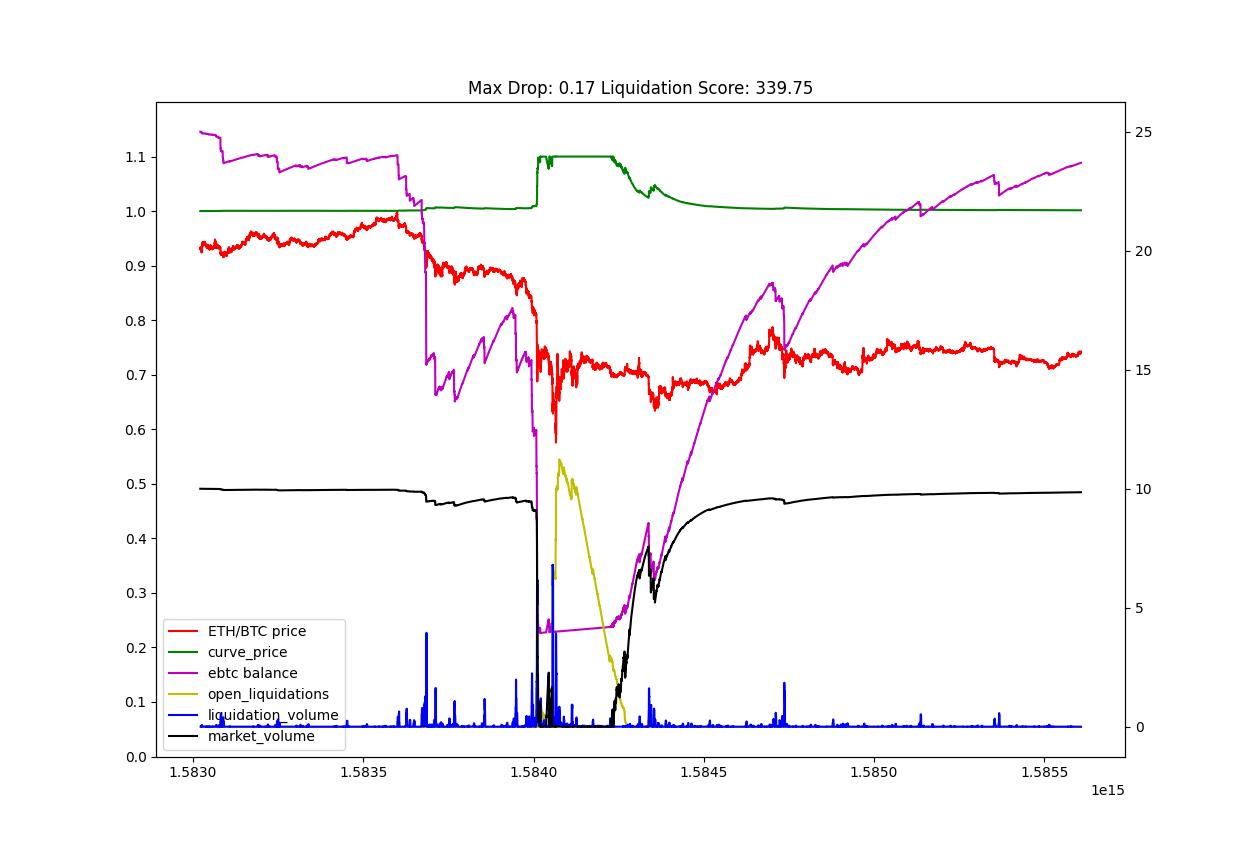 Max Drop: 0.17 Liquidation Score: 339.75
1.1
1.0
0.9
0.8
0.7
0.6
0.5
0.4
0.3
0.2
0.1
0.0
25
20
15
10
5
0
ETH/BTC price
curve_price
ebtc balance
open_liquidations
liquidation_volume
market_volume
1.5830 1.5835 1.5840 1.5845 1.5850 1.5855
1e15